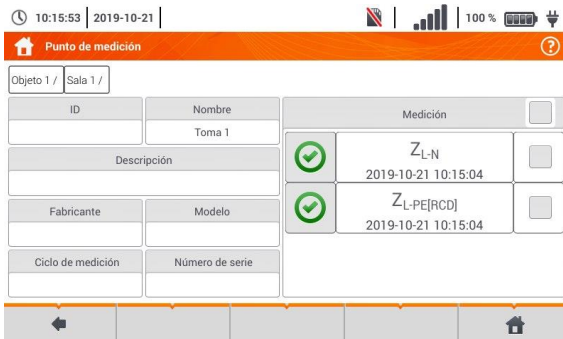 10:15:53 2019-10-21 100 %
Punto de medición ?
Objeto 1 / Sala 1 /
ID Nombre
Toma 1
Descripción
Fabricante Modelo
Ciclo de medición Número de serie
Medición
ZL-N
2019-10-21 10:15:04
ZL-PE[RCD]
2019-10-21 10:15:04